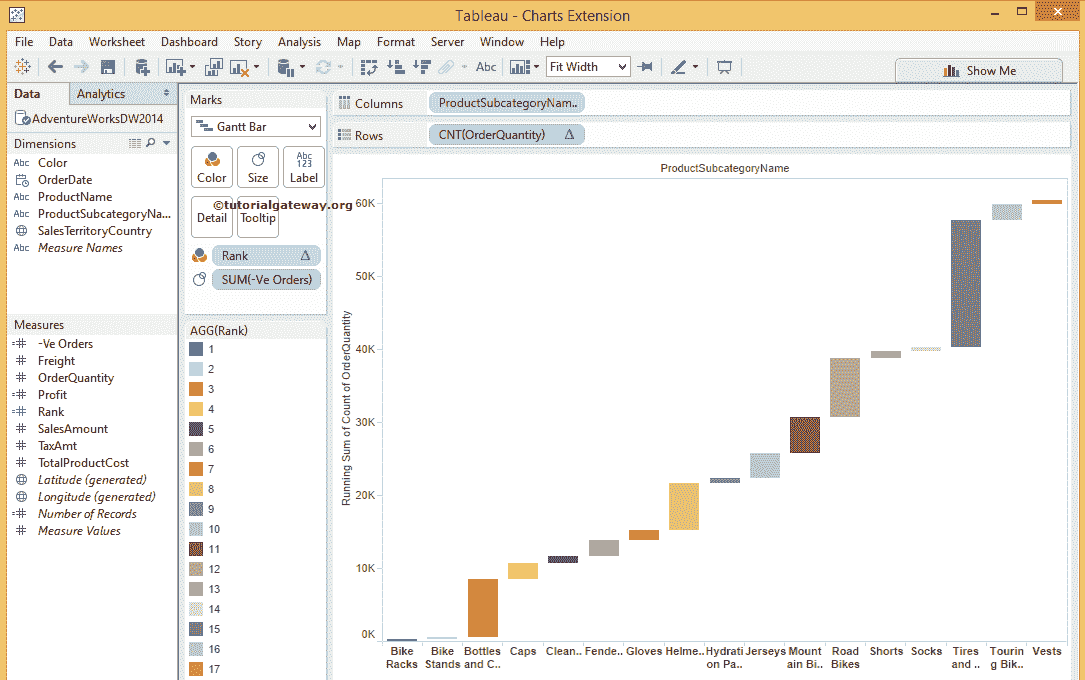 Tableau - Charts Extension
File Data Worksheet Dashboard Story Analysis Map Format Server Window Help
Abc Fit Width Show Me
Data Analytics
AdventureWorksDW2014
Dimensions
Abc Color
OrderDate
Abc ProductName
Abc ProductSubcategoryNa...
SalesTerritoryCountry
Abc Measure Names
Measures
-Ve Orders
Freight
OrderQuantity
Profit
Rank
SalesAmount
TaxAmt
TotalProductCost
Latitude (generated)
Longitude (generated)
Number of Records
Measure Values
Marks
Gantt Bar
Abc
123
Color Size Label
©tutorialgateway.org
Detail Tooltip
Rank Δ
SUM(-Ve Orders)
AGG(Rank)
1
2
3
4
5
6
7
8
9
10
11
12
13
14
15
16
17
Columns ProductSubcategoryNam..
Rows CNT(OrderQuantity) Δ
ProductSubcategoryName
Running Sum of Count of OrderQuantity
60K
50K
40K
30K
20K
10K
0K
Bike Bike Bottles Caps Clean.. Fende.. Gloves Helme.. Hydrati Jerseys Mount Road Shorts Socks Tires Tourin Vests
Racks Stands and C.. on Pa.. ain Bi.. Bikes and .. g Bik..